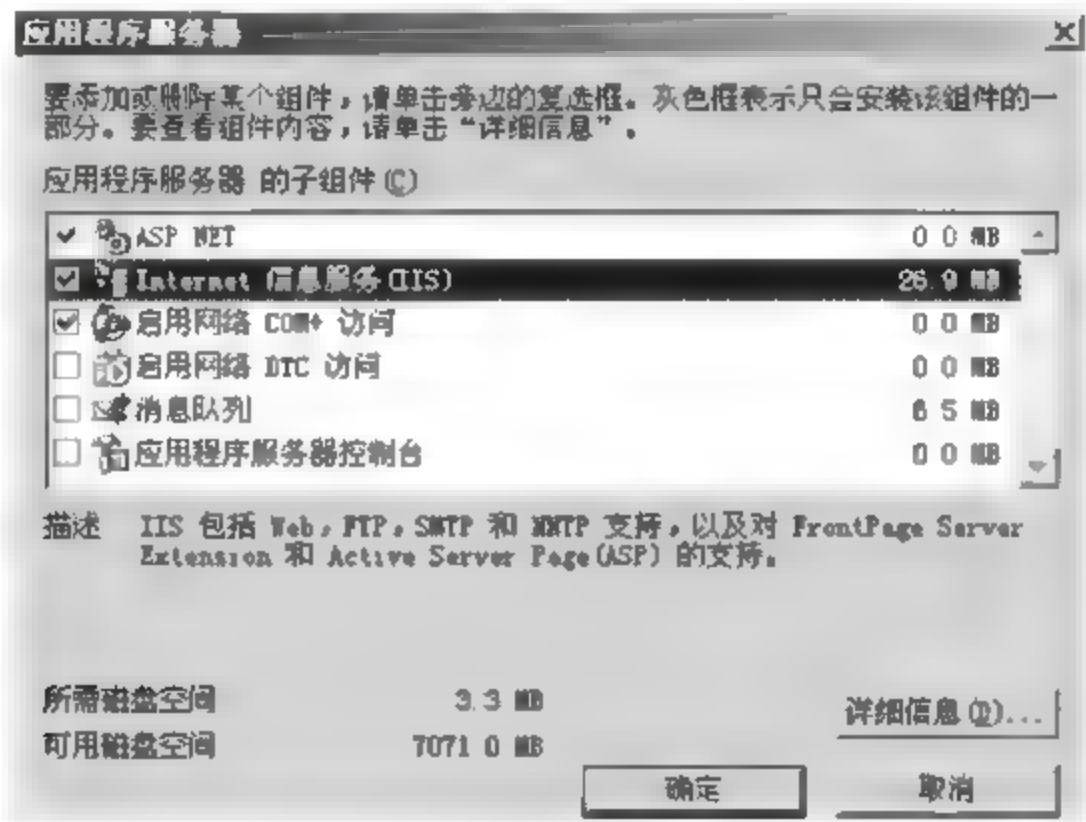 应用程序服务器
要添加或删除某个组件，请单击旁边的复选框。灰色框表示只会安装该组件的一
部分。要查看组件内容，请单击“详细信息”。
应用程序服务器 的子组件(C)
ASP NET 0 0 MB
Internet 信息服务(IIS) 26.9 MB
启用网络 COM+ 访问 0 0 MB
启用网络 DTC 访问 0 0 MB
消息队列 6 5 MB
应用程序服务器控制台 0 0 MB
描述 IIS 包括 Web，FTP，SMTP 和 NNTP 支持，以及对 FrontPage Server
Extension 和 Active Server Page(ASP) 的支持。
所需磁盘空间 3.3 MB
详细信息(D)...
可用磁盘空间 7071 0 MB
确定 取消